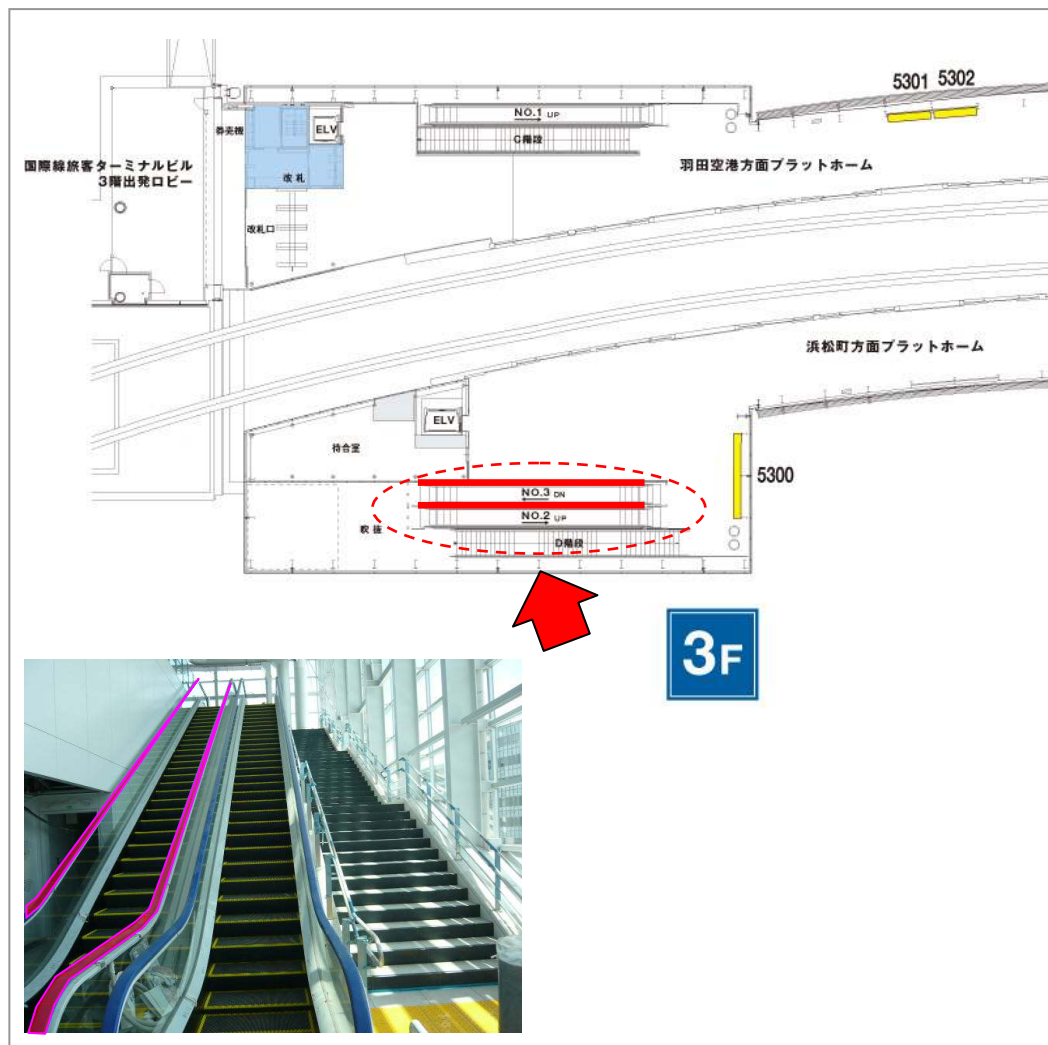 5301 5302
NO.1 UP
券売機
ELV
C階段
国際線旅客ターミナルビル
3階出発ロビー
改札
羽田空港方面プラットホーム
改札口
浜松町方面プラットホーム
ELV
待合室
5300
NO.3 DN
NO.2 UP
吹抜
D階段
3F